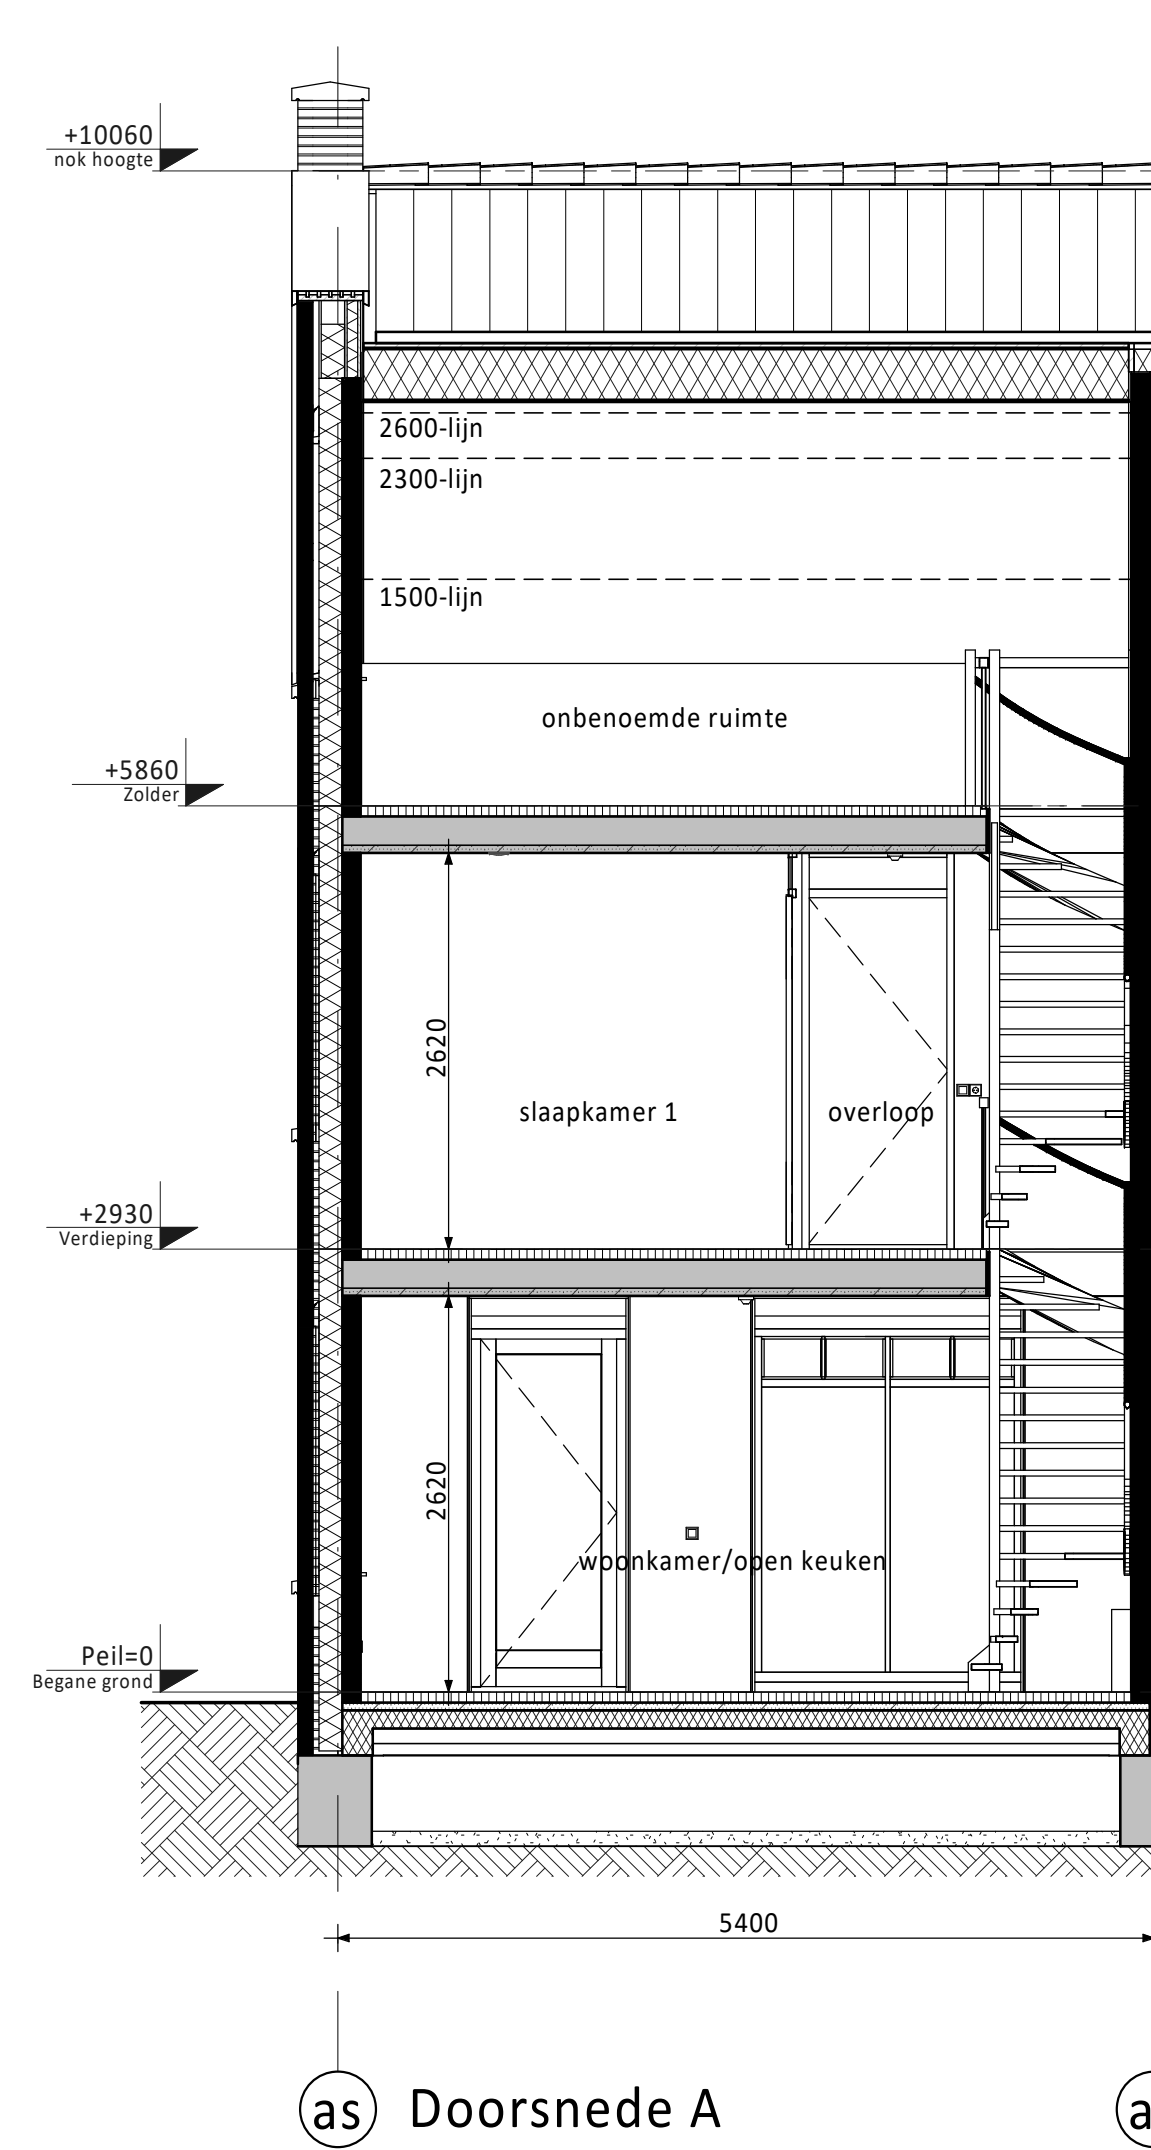 +10060
nok hoogte
2600-lijn
2300-lijn
1500-lijn
onbenoemde ruimte
+5860
Zolder
2620
slaapkamer 1
overloop
+2930
Verdieping
2620
woonkamer/open keuken
Peil=0
Begane grond
5400
as
Doorsnede A
a